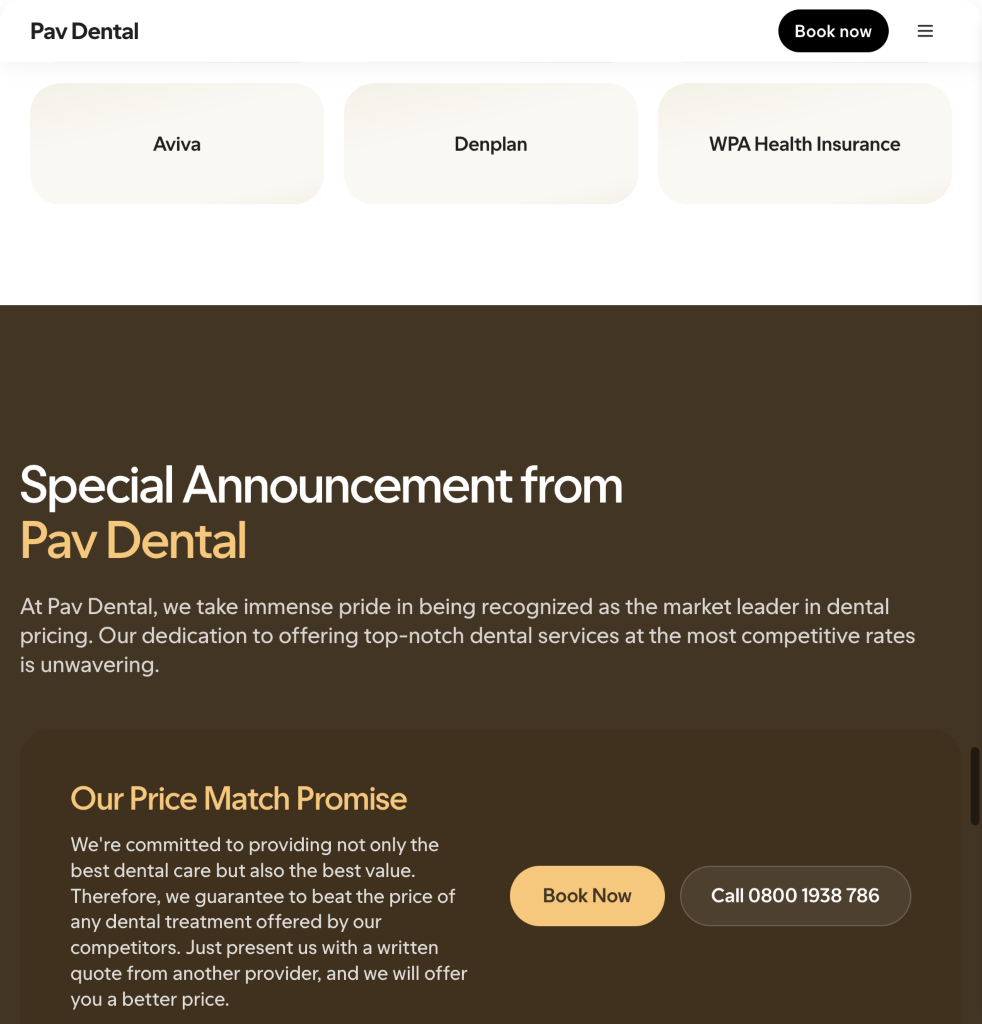 Pav Dental
Book now
Aviva
Denplan
WPA Health Insurance
Special Announcement from
Pav Dental
At Pav Dental, we take immense pride in being recognized as the market leader in dental
pricing. Our dedication to offering top-notch dental services at the most competitive rates
is unwavering.
Our Price Match Promise
We're committed to providing not only the
best dental care but also the best value.
Therefore, we guarantee to beat the price of
any dental treatment offered by our
competitors. Just present us with a written
quote from another provider, and we will offer
you a better price.
Book Now
Call 0800 1938 786